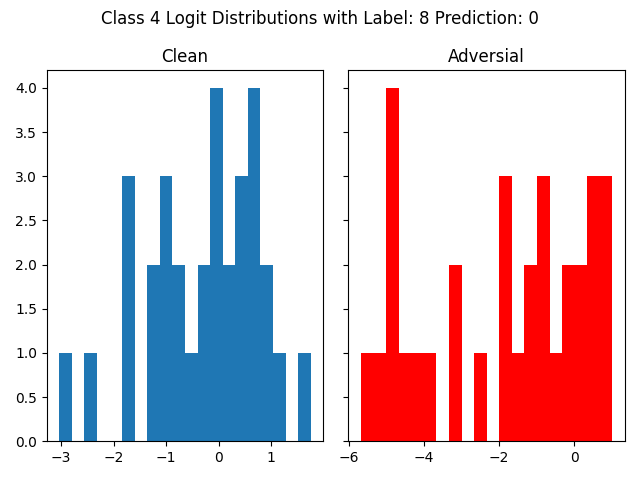 Class 4 Logit Distributions with Label: 8 Prediction: 0
Clean
Adversial
4.0
3.5
3.0
2.5
2.0
1.5
1.0
0.5
0.0
−3 −2 −1 0 1
−6 −4 −2 0